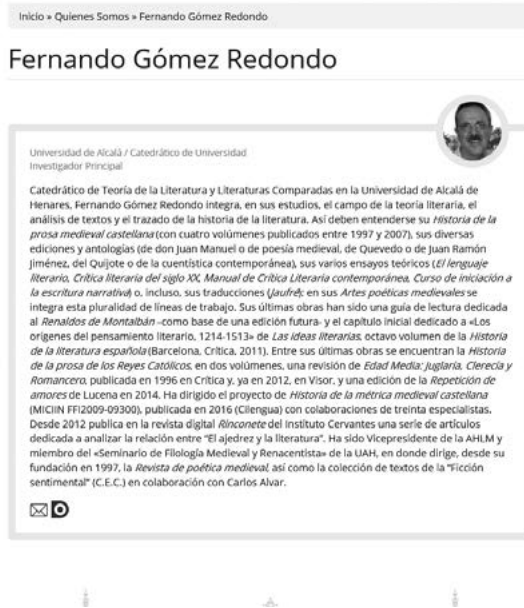 Inicio » Quienes Somos » Fernando Gómez Redondo
Fernando Gómez Redondo
Universidad de Alcalá / Catedrático de Universidad
Investigador Principal
Catedrático de Teoría de la Literatura y Literaturas Comparadas en la Universidad de Alcalá de
Henares, Fernando Gómez Redondo integra, en sus estudios, el campo de la teoría literaria, el
análisis de textos y el trazado de la historia de la literatura. Así deben entenderse su Historia de la
prosa medieval castellana (con cuatro volúmenes publicados entre 1997 y 2007), sus diversas
ediciones y antologías (de don Juan Manuel o de poesía medieval, de Quevedo o de Juan Ramón
Jiménez, del Quijote o de la cuentística contemporánea), sus varios ensayos teóricos (El lenguaje
literario, Crítica literaria del siglo XX, Manual de Crítica Literaria contemporánea, Curso de iniciación a
la escritura narrativa) o, incluso, sus traducciones (Jaufré); en sus Artes poéticas medievales se
integra esta pluralidad de líneas de trabajo. Sus últimas obras han sido una guía de lectura dedicada
al Renaldos de Montalbán –como base de una edición futura- y el capítulo inicial dedicado a «Los
orígenes del pensamiento literario, 1214-1513» de Las ideas literarias, octavo volumen de la Historia
de la literatura española (Barcelona, Crítica, 2011). Entre sus últimas obras se encuentran la Historia
de la prosa de los Reyes Católicos, en dos volúmenes, una revisión de Edad Media: Juglaría, Clerecía y
Romancero, publicada en 1996 en Crítica y, ya en 2012, en Visor, y una edición de la Repetición de
amores de Lucena en 2014. Ha dirigido el proyecto de Historia de la métrica medieval castellana
(MICIIN FFI2009-09300), publicada en 2016 (Cilengua) con colaboraciones de treinta especialistas.
Desde 2012 publica en la revista digital Rinconete del Instituto Cervantes una serie de artículos
dedicada a analizar la relación entre "El ajedrez y la literatura". Ha sido Vicepresidente de la AHLM y
miembro del «Seminario de Filología Medieval y Renacentista» de la UAH, en donde dirige, desde su
fundación en 1997, la Revista de poética medieval, así como la colección de textos de la "Ficción
sentimental" (C.E.C.) en colaboración con Carlos Alvar.